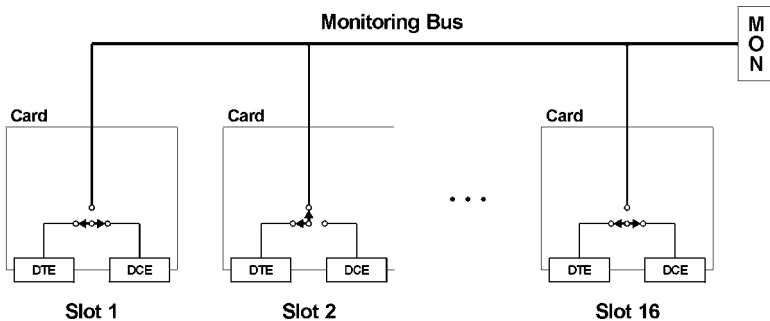 Monitoring Bus
M
O
N
Card
Card
Card
DTE
DCE
DTE
DCE
DTE
DCE
Slot 1
Slot 2
Slot 16